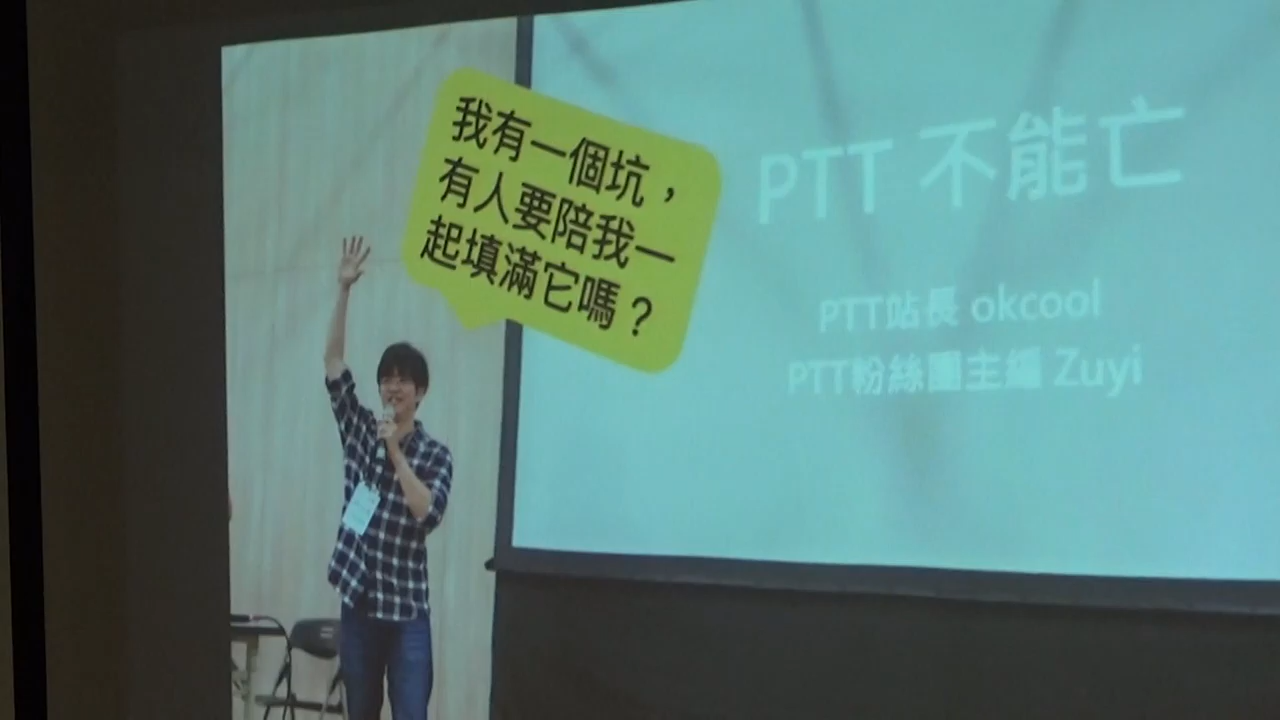 我有一個坑，
有人要陪我一
起填滿它嗎？
PTT 不能亡
PTT站長 okcool
PTT粉絲團主編 Zuyi